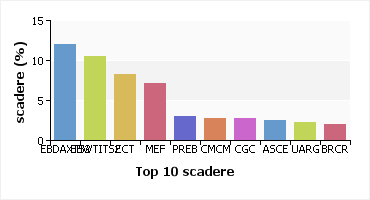 15
10
5
0
scadere (%)
MEF PREB CMCM CGC ASCE UARG BRCR
Top 10 scadere